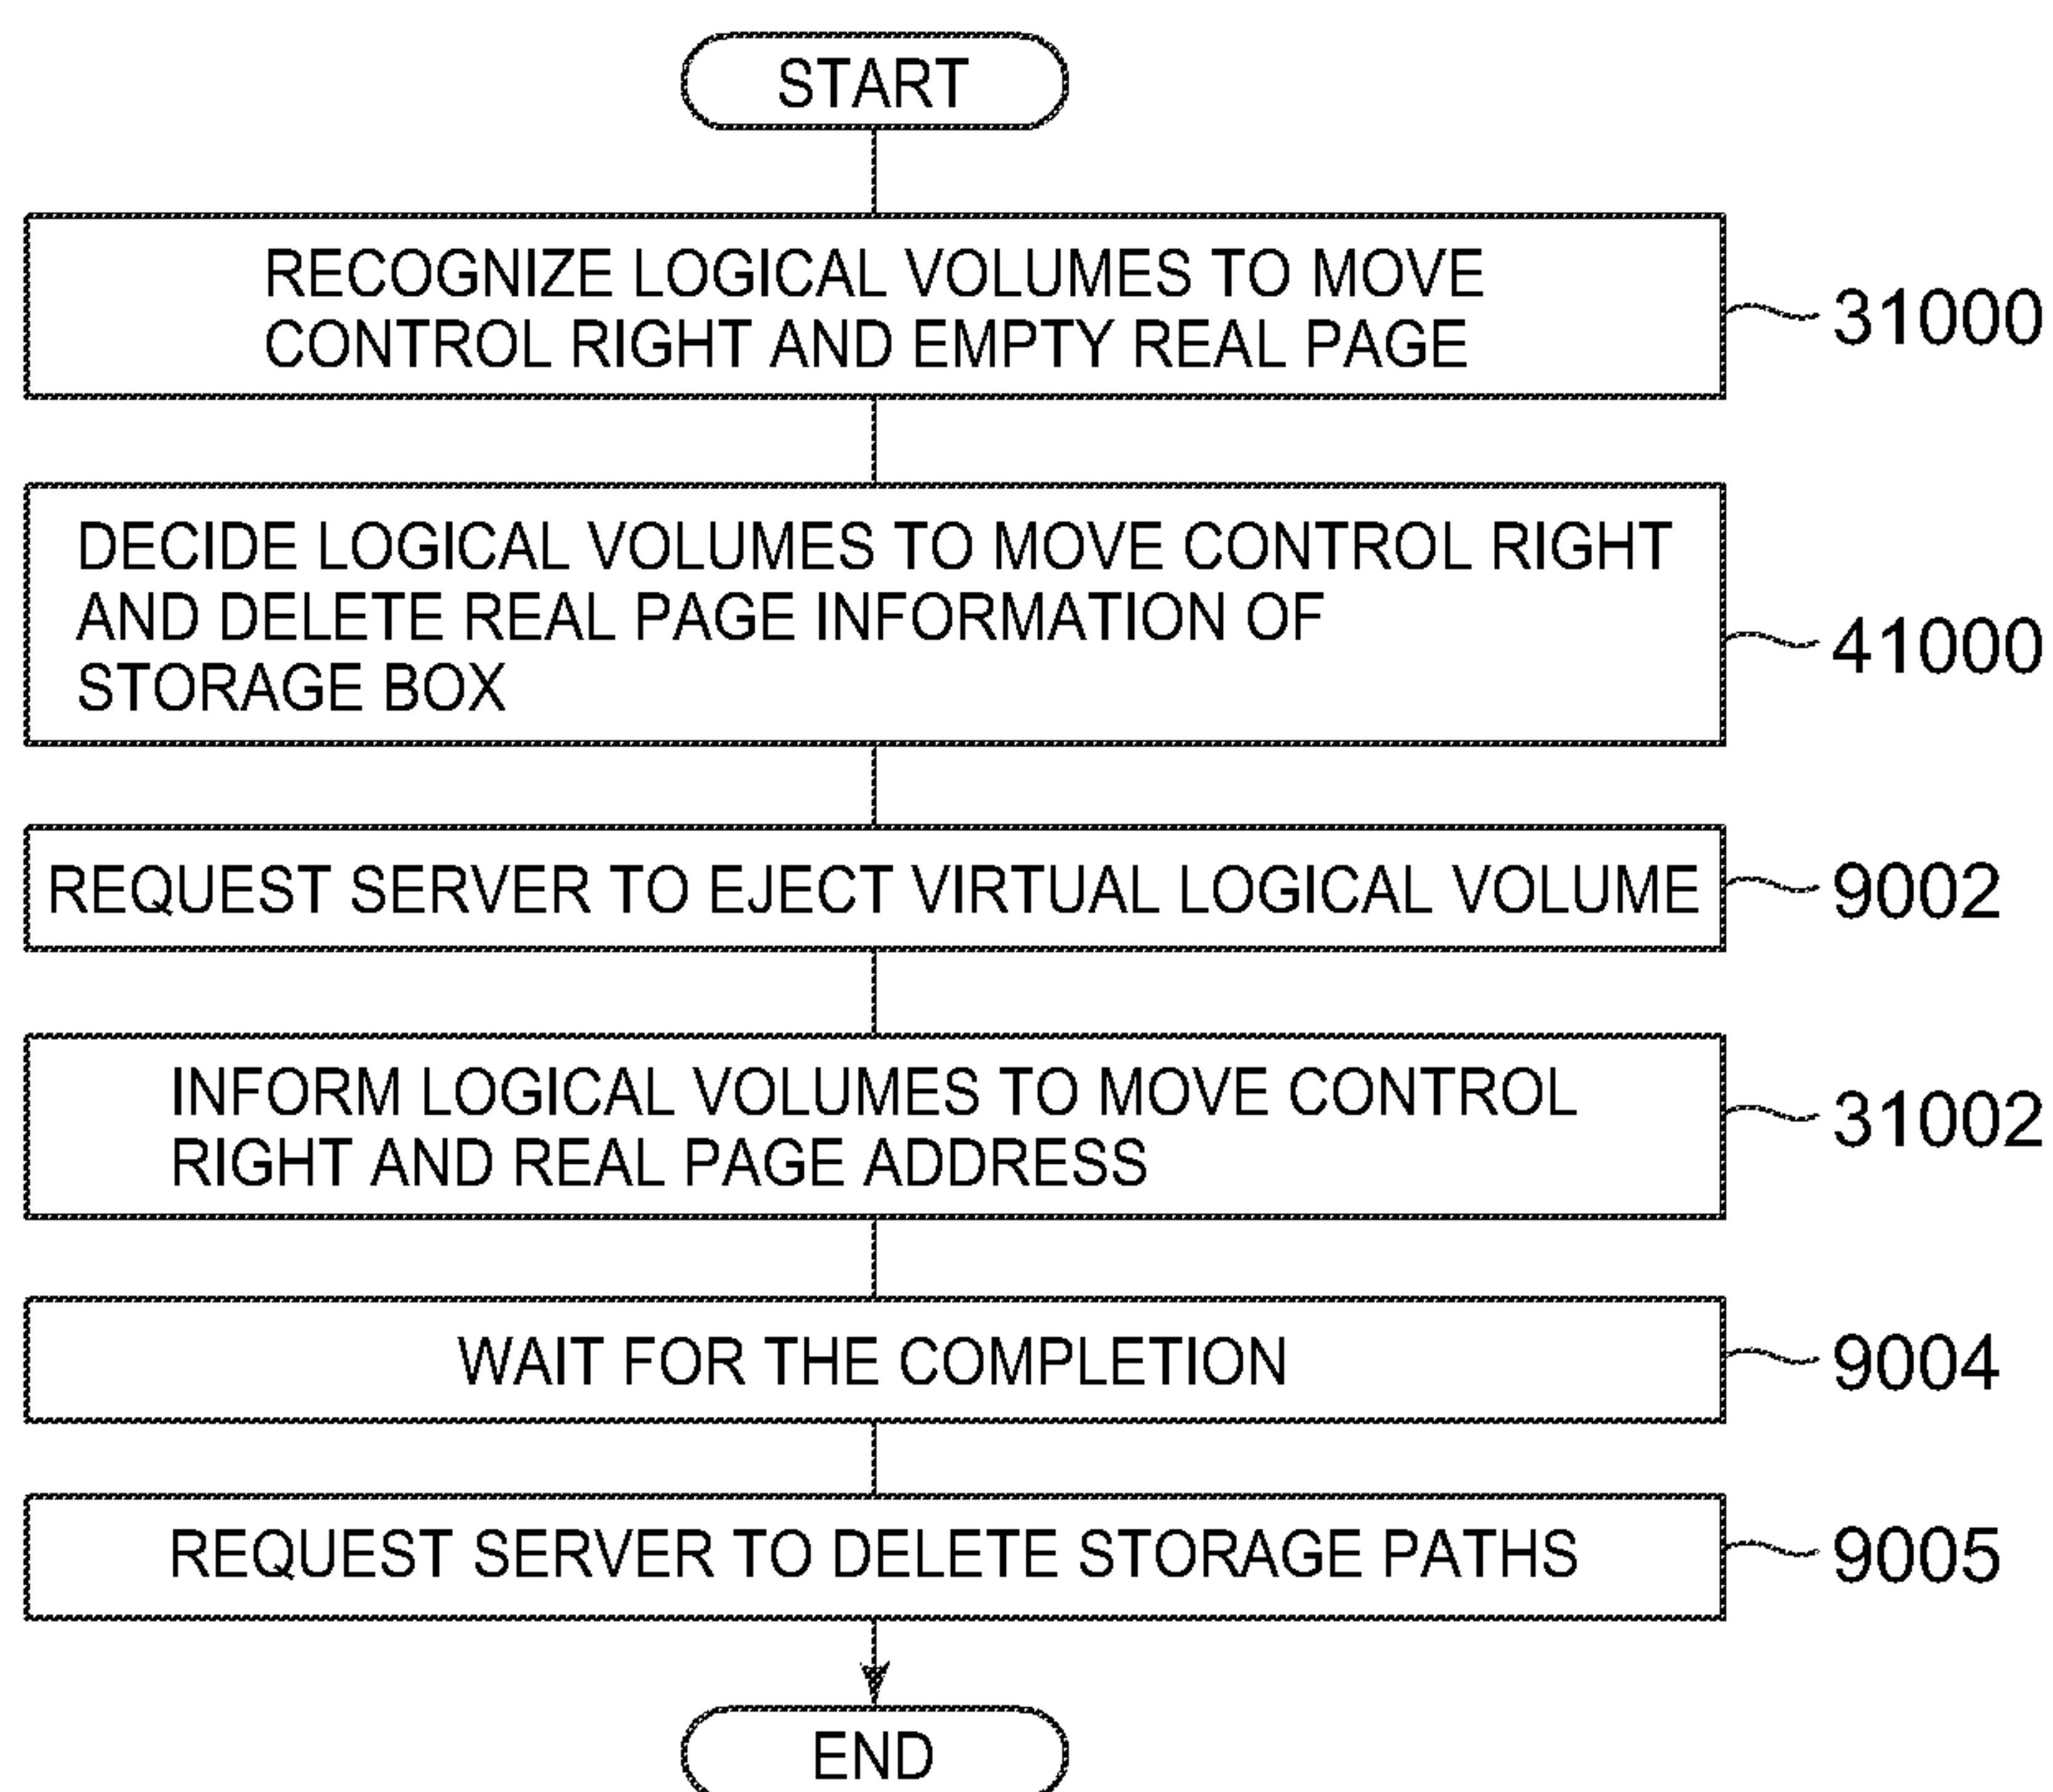 START
RECOGNIZE LOGICAL VOLUMES TO MOVE
CONTROL RIGHT AND EMPTY REAL PAGE
31000
DECIDE LOGICAL VOLUMES TO MOVE CONTROL RIGHT
AND DELETE REAL PAGE INFORMATION OF
STORAGE BOX
41000
REQUEST SERVER TO EJECT VIRTUAL LOGICAL VOLUME
9002
INFORM LOGICAL VOLUMES TO MOVE CONTROL
RIGHT AND REAL PAGE ADDRESS
31002
WAIT FOR THE COMPLETION
9004
REQUEST SERVER TO DELETE STORAGE PATHS
9005
END